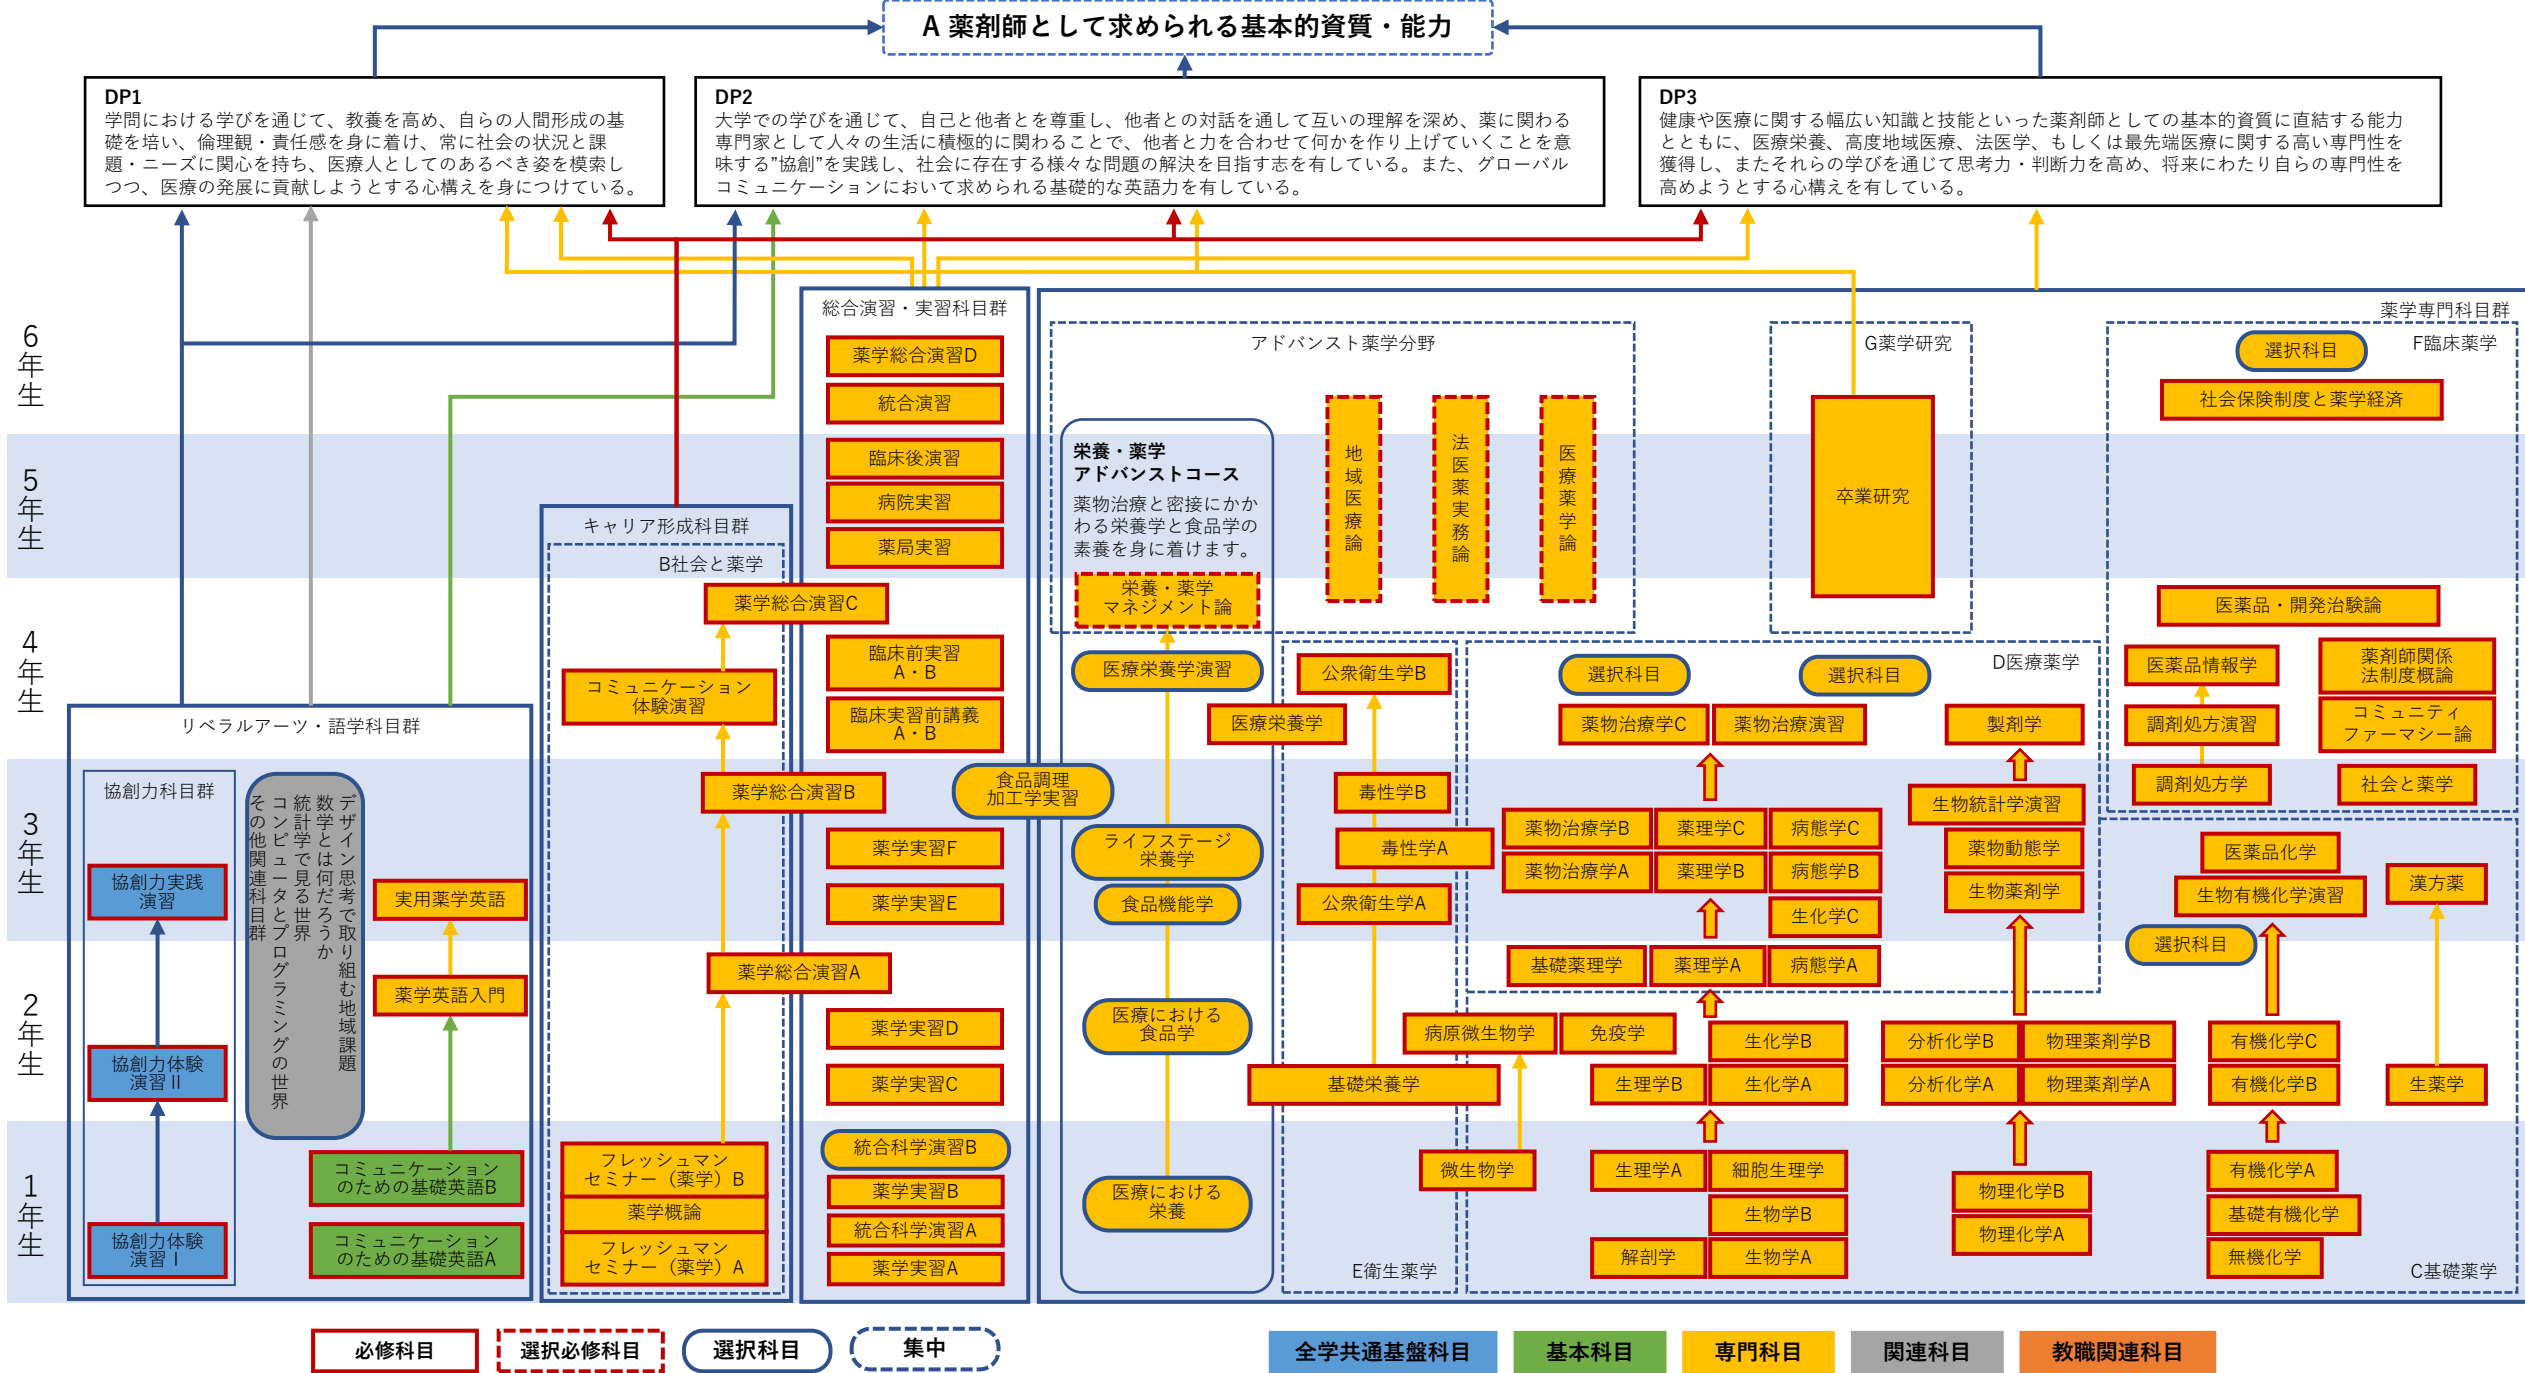 A 薬剤師として求められる基本的資質・能力
DP1
学問における学びを通じて、教養を高め、自らの人間形成の基
礎を培い、倫理観・責任感を身に着け、常に社会の状況と課
題・ニーズに関心を持ち、医療人としてのあるべき姿を模索し
つつ、医療の発展に貢献しようとする心構えを身につけている。
DP2
大学での学びを通じて、自己と他者とを尊重し、他者との対話を通して互いの理解を深め、薬に関わる
専門家として人々の生活に積極的に関わることで、他者と力を合わせて何かを作り上げていくことを意
味する”協創”を実践し、社会に存在する様々な問題の解決を目指す志を有している。また、グローバル
コミュニケーションにおいて求められる基礎的な英語力を有している。
DP3
健康や医療に関する幅広い知識と技能といった薬剤師としての基本的資質に直結する能力
とともに、医療栄養、高度地域医療、法医学、もしくは最先端医療に関する高い専門性を
獲得し、またそれらの学びを通じて思考力・判断力を高め、将来にわたり自らの専門性を
高めようとする心構えを有している。
6年生
5年生
4年生
3年生
2年生
1年生
リベラルアーツ・語学科目群
協創力科目群
協創力実践
演習
協創力体験
演習Ⅱ
協創力体験
演習Ⅰ
デザイン思考で取り組む地域課題
数学とは何だろうか
統計学で見る世界
コンピュータとプログラミングの世界
その他関連科目群
実用薬学英語
薬学英語入門
コミュニケーション
のための基礎英語B
コミュニケーション
のための基礎英語A
キャリア形成科目群
B社会と薬学
薬学総合演習C
コミュニケーション
体験演習
薬学総合演習B
薬学総合演習A
フレッシュマン
セミナー（薬学）B
薬学概論
フレッシュマン
セミナー（薬学）A
総合演習・実習科目群
薬学総合演習D
統合演習
臨床後演習
病院実習
薬局実習
臨床前実習
A・B
臨床実習前講義
A・B
食品調理
加工学実習
薬学実習F
薬学実習E
薬学実習D
薬学実習C
統合科学演習B
薬学実習B
統合科学演習A
薬学実習A
薬学専門科目群
アドバンスト薬学分野
栄養・薬学
アドバンストコース
薬物治療と密接にかか
わる栄養学と食品学の
素養を身に着けます。
栄養・薬学
マネジメント論
医療栄養学演習
ライフステージ
栄養学
食品機能学
医療における
食品学
医療における
栄養
地域医療論
法医薬実務論
医療薬学論
G薬学研究
卒業研究
F臨床薬学
選択科目
社会保険制度と薬学経済
医薬品・開発治験論
医薬品情報学
薬剤師関係
法制度概論
調剤処方演習
コミュニティ
ファーマシー論
調剤処方学
社会と薬学
公衆衛生学B
医療栄養学
毒性学B
毒性学A
公衆衛生学A
基礎栄養学
E衛生薬学
D医療薬学
選択科目
選択科目
薬物治療学C
薬物治療演習
製剤学
生物統計学演習
薬物治療学B
薬理学C
病態学C
薬物動態学
薬物治療学A
薬理学B
病態学B
生物薬剤学
生化学C
基礎薬理学
薬理学A
病態学A
医薬品化学
生物有機化学演習
漢方薬
選択科目
病原微生物学
免疫学
生化学B
分析化学B
物理薬剤学B
有機化学C
生理学B
生化学A
分析化学A
物理薬剤学A
有機化学B
生薬学
微生物学
生理学A
細胞生理学
生物学B
解剖学
生物学A
物理化学B
物理化学A
有機化学A
基礎有機化学
無機化学
C基礎薬学
必修科目
選択必修科目
選択科目
集中
全学共通基盤科目
基本科目
専門科目
関連科目
教職関連科目